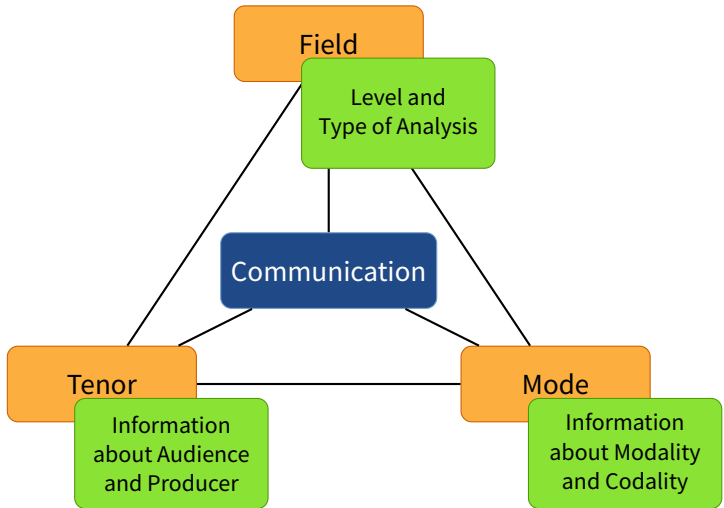 Field
Level and
Type of Analysis
Communication
Tenor
Information
about Audience
and Producer
Mode
Information
about Modality
and Codality